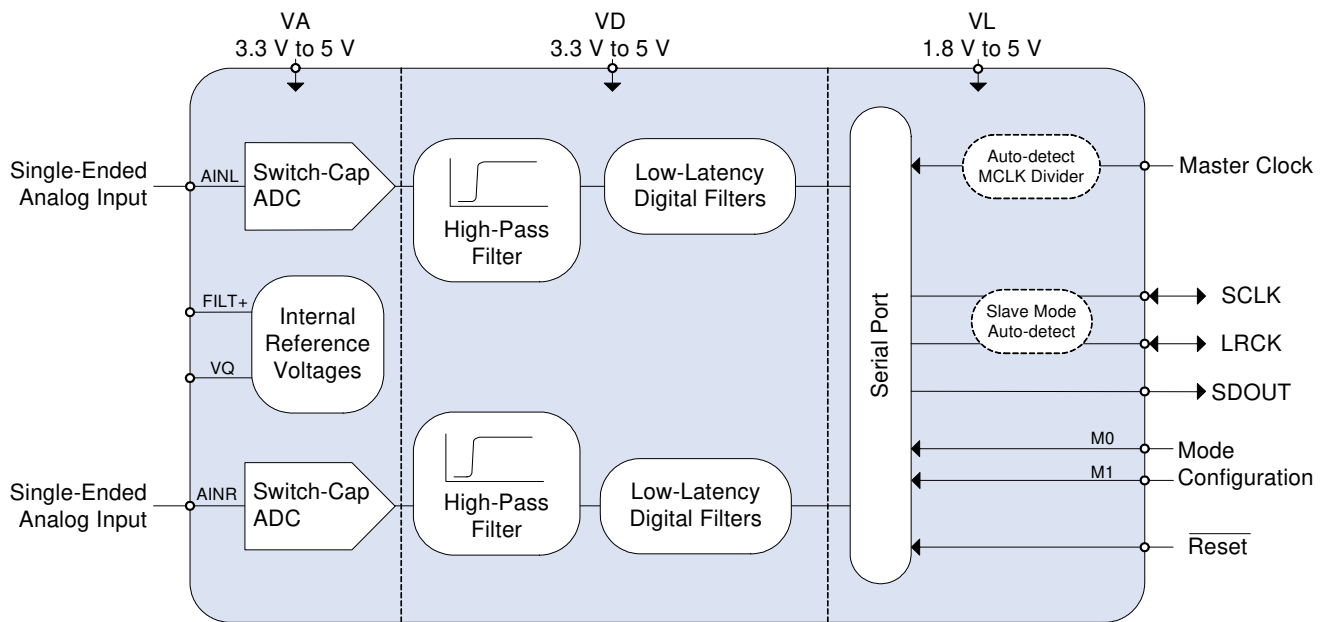 VA
3.3 V to 5 V
VD
3.3 V to 5 V
VL
1.8 V to 5 V
Single-Ended
Analog Input
AINL
Switch-Cap
ADC
High-Pass
Filter
Low-Latency
Digital Filters
Auto-detect
MCLK Divider
Master Clock
FILT+
VQ
Internal
Reference
Voltages
Serial Port
Slave Mode
Auto-detect
SCLK
LRCK
SDOUT
M0
Mode
M1
Configuration
Single-Ended
Analog Input
AINR
Switch-Cap
ADC
High-Pass
Filter
Low-Latency
Digital Filters
Reset